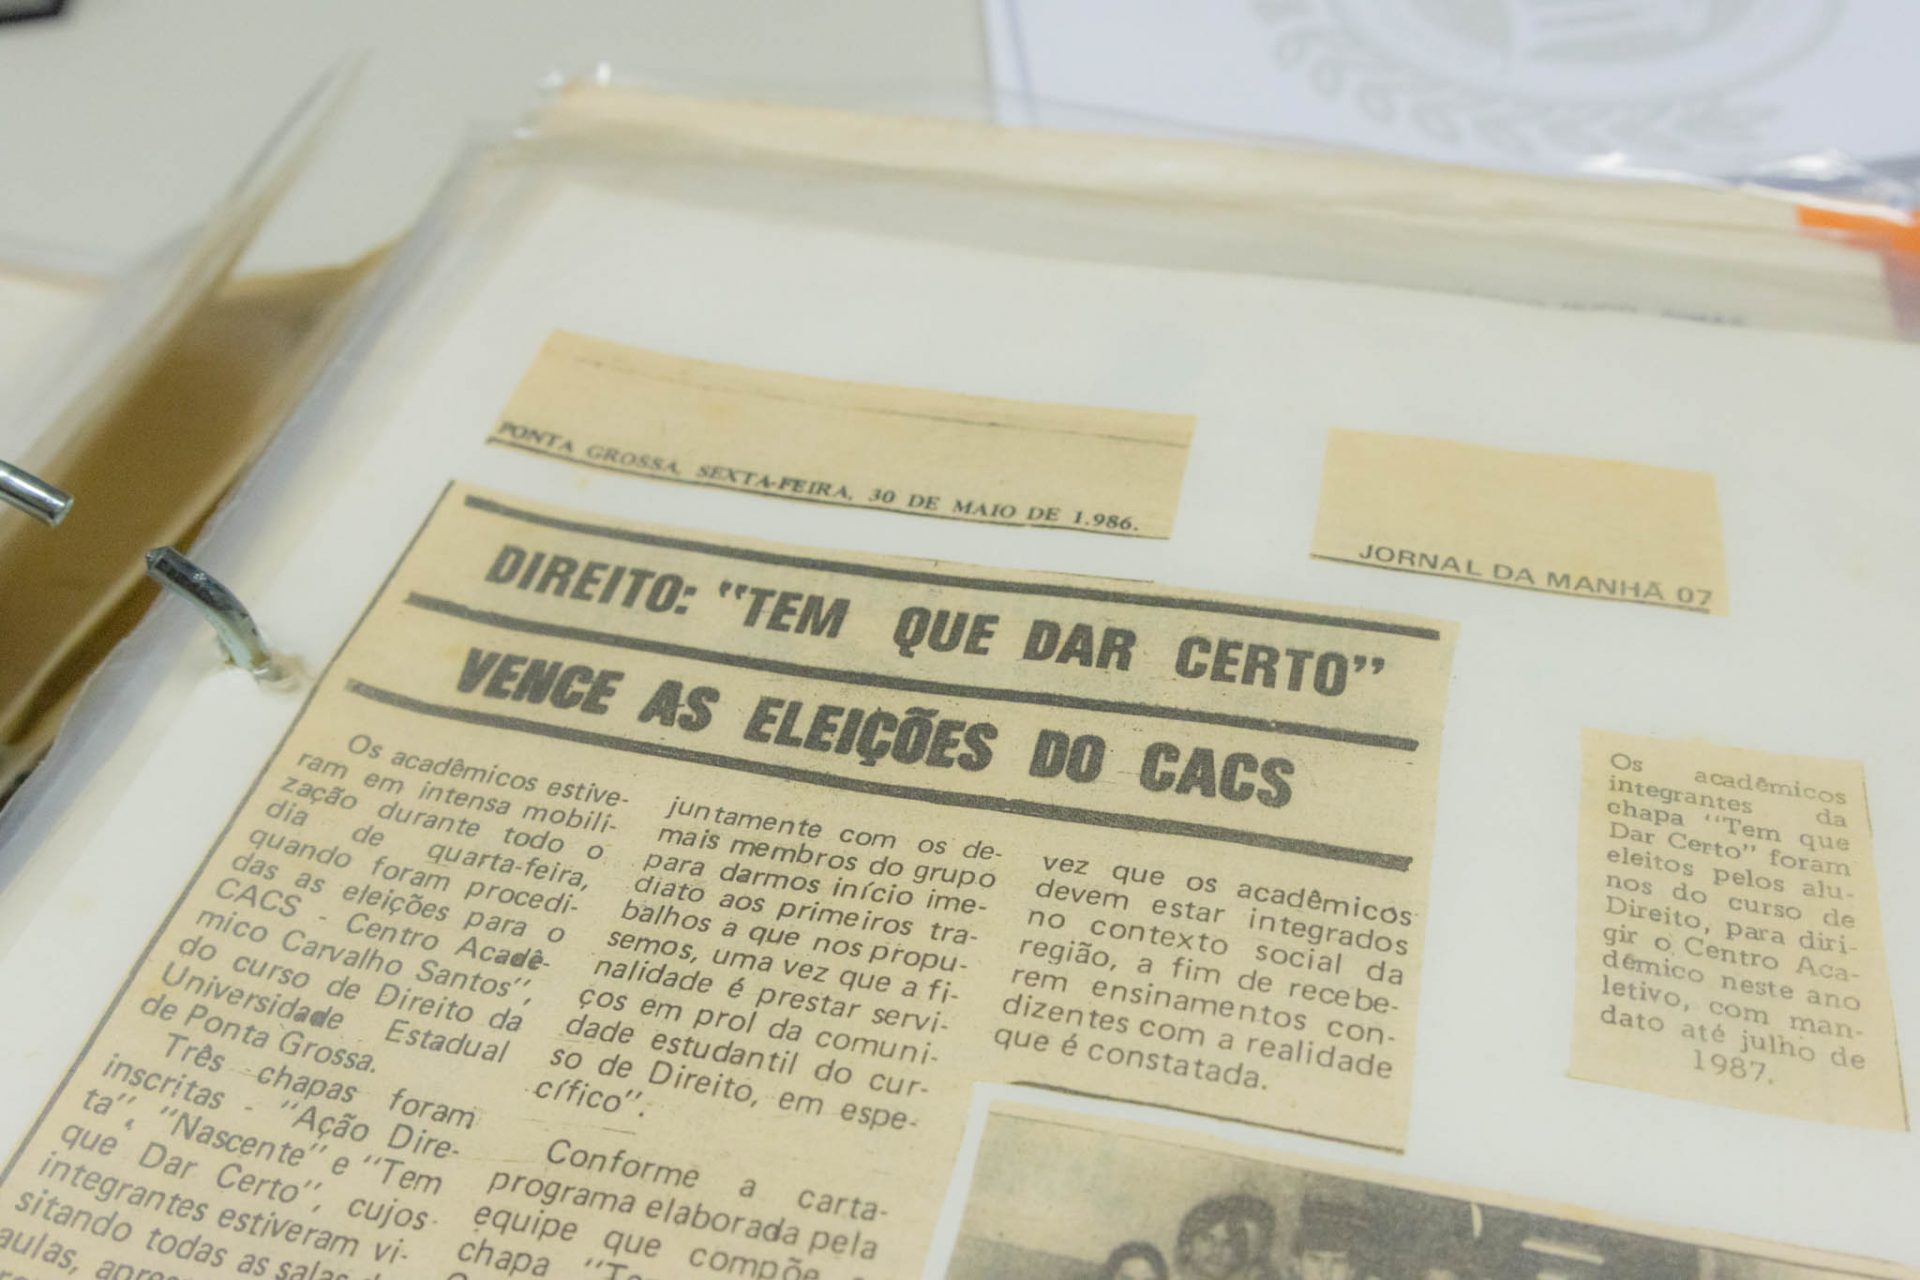 PONTA GROSSA, SEXTA-FEIRA, 30 DE MAIO DE 1.986.
JORNAL DA MANHÃ 07
DIREITO: "TEM QUE DAR CERTO"
VENCE AS ELEIÇÕES DO CACS
Os acadêmicos estive-
ram em intensa mobili-
zação durante todo o
dia de quarta-feira,
quando foram procedi-
das as eleições para o
CACS - Centro Acadê-
mico Carvalho Santos",
do curso de Direito da
Universidade Estadual
de Ponta Grossa.
Três chapas foram
inscritas - "Ação Dire-
ta", "Nascente" e "Tem
que Dar Certo", cujos
integrantes estiveram vi-
sitando todas as salas
aulas,
juntamente com os de-
mais membros do grupo
para darmos início ime-
diato aos primeiros tra-
balhos a que nos propu-
semos, uma vez que a fi-
nalidade é prestar servi-
ços em prol da comuni-
dade estudantil do cur-
so de Direito, em espe-
cífico".
Conforme a carta-
programa elaborada pela
equipe que compõe
chapa
vez que os acadêmicos
devem estar integrados
no contexto social da
região, a fim de recebe-
rem ensinamentos con-
dizentes com a realidade
que é constatada.
Os acadêmicos
integrantes da
chapa "Tem que
Dar Certo" foram
eleitos pelos alu-
nos do curso de
Direito, para diri-
gir o Centro Aca-
dêmico neste ano
letivo, com man-
dato até julho de
1987.